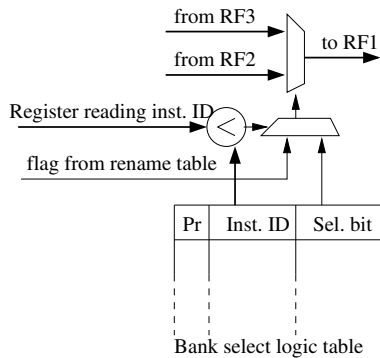 from RF3
to RF1
from RF2
Register reading inst. ID
<
flag from rename table
Pr Inst. ID Sel. bit
Bank select logic table